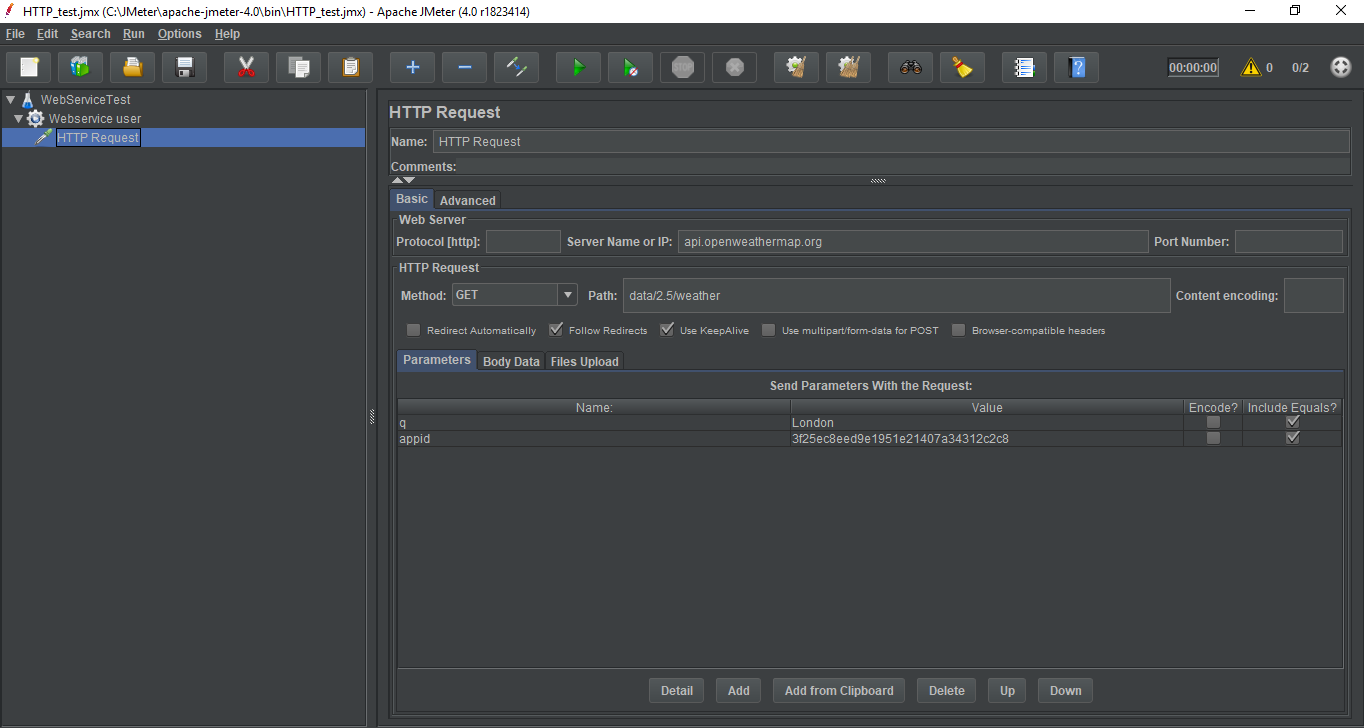 HTTP_test.jmx (C:\JMeter\apache-jmeter-4.0\bin\HTTP_test.jmx) - Apache JMeter (4.0 r1823414)
File Edit Search Run Options Help
STOP 00:00:00 0 0/2
WebServiceTest
Webservice user
HTTP Request
HTTP Request
Name: HTTP Request
Comments:
Basic Advanced
Web Server
Protocol [http]: Server Name or IP: api.openweathermap.org Port Number:
HTTP Request
Method: GET Path: data/2.5/weather Content encoding:
Redirect Automatically Follow Redirects Use KeepAlive Use multipart/form-data for POST Browser-compatible headers
Parameters Body Data Files Upload
Send Parameters With the Request:
Name: Value Encode? Include Equals?
q London
appid 3f25ec8eed9e1951e21407a34312c2c8
Detail Add Add from Clipboard Delete Up Down